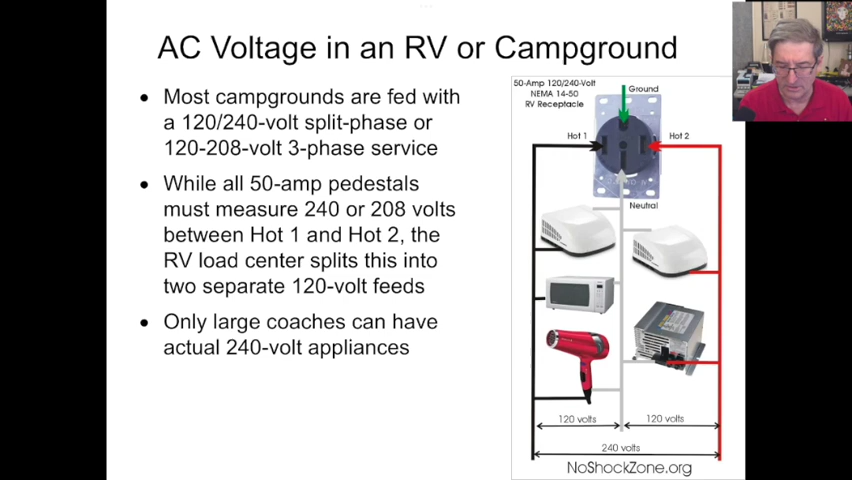 AC Voltage in an RV or Campground
• Most campgrounds are fed with
a 120/240-volt split-phase or
120-208-volt 3-phase service
• While all 50-amp pedestals
must measure 240 or 208 volts
between Hot 1 and Hot 2, the
RV load center splits this into
two separate 120-volt feeds
• Only large coaches can have
actual 240-volt appliances
50-Amp 120/240-Volt
NEMA 14-50
RV Receptacle
Ground
Hot 1
Hot 2
Neutral
120 volts
120 volts
240 volts
NoShockZone.org